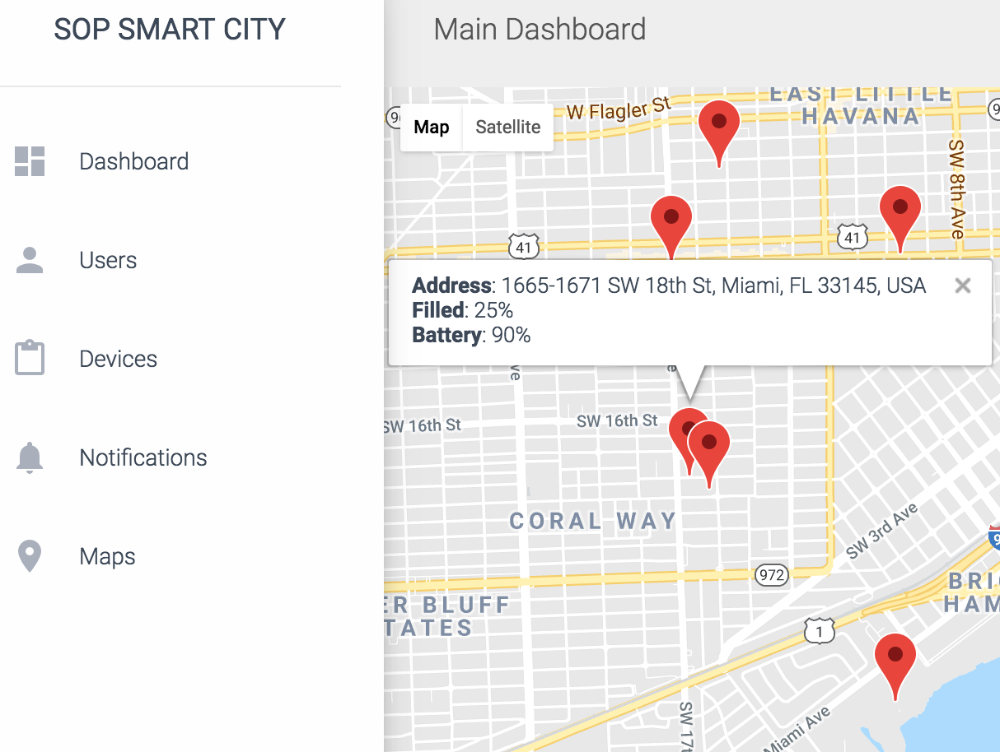 SOP SMART CITY
Main Dashboard
Dashboard
Users
Devices
Notifications
Maps
Map
Satellite
W Flagler St
EAST LITTLE
HAVANA
SW 8th Ave
41
41
Address: 1665-1671 SW 18th St, Miami, FL 33145, USA
Filled: 25%
Battery: 90%
SW 16th St
SW 16th St
CORAL WAY
SW 3rd Ave
972
ER BLUFF
TATES
BRIC
HAM
1
SW 17t
Miami Ave